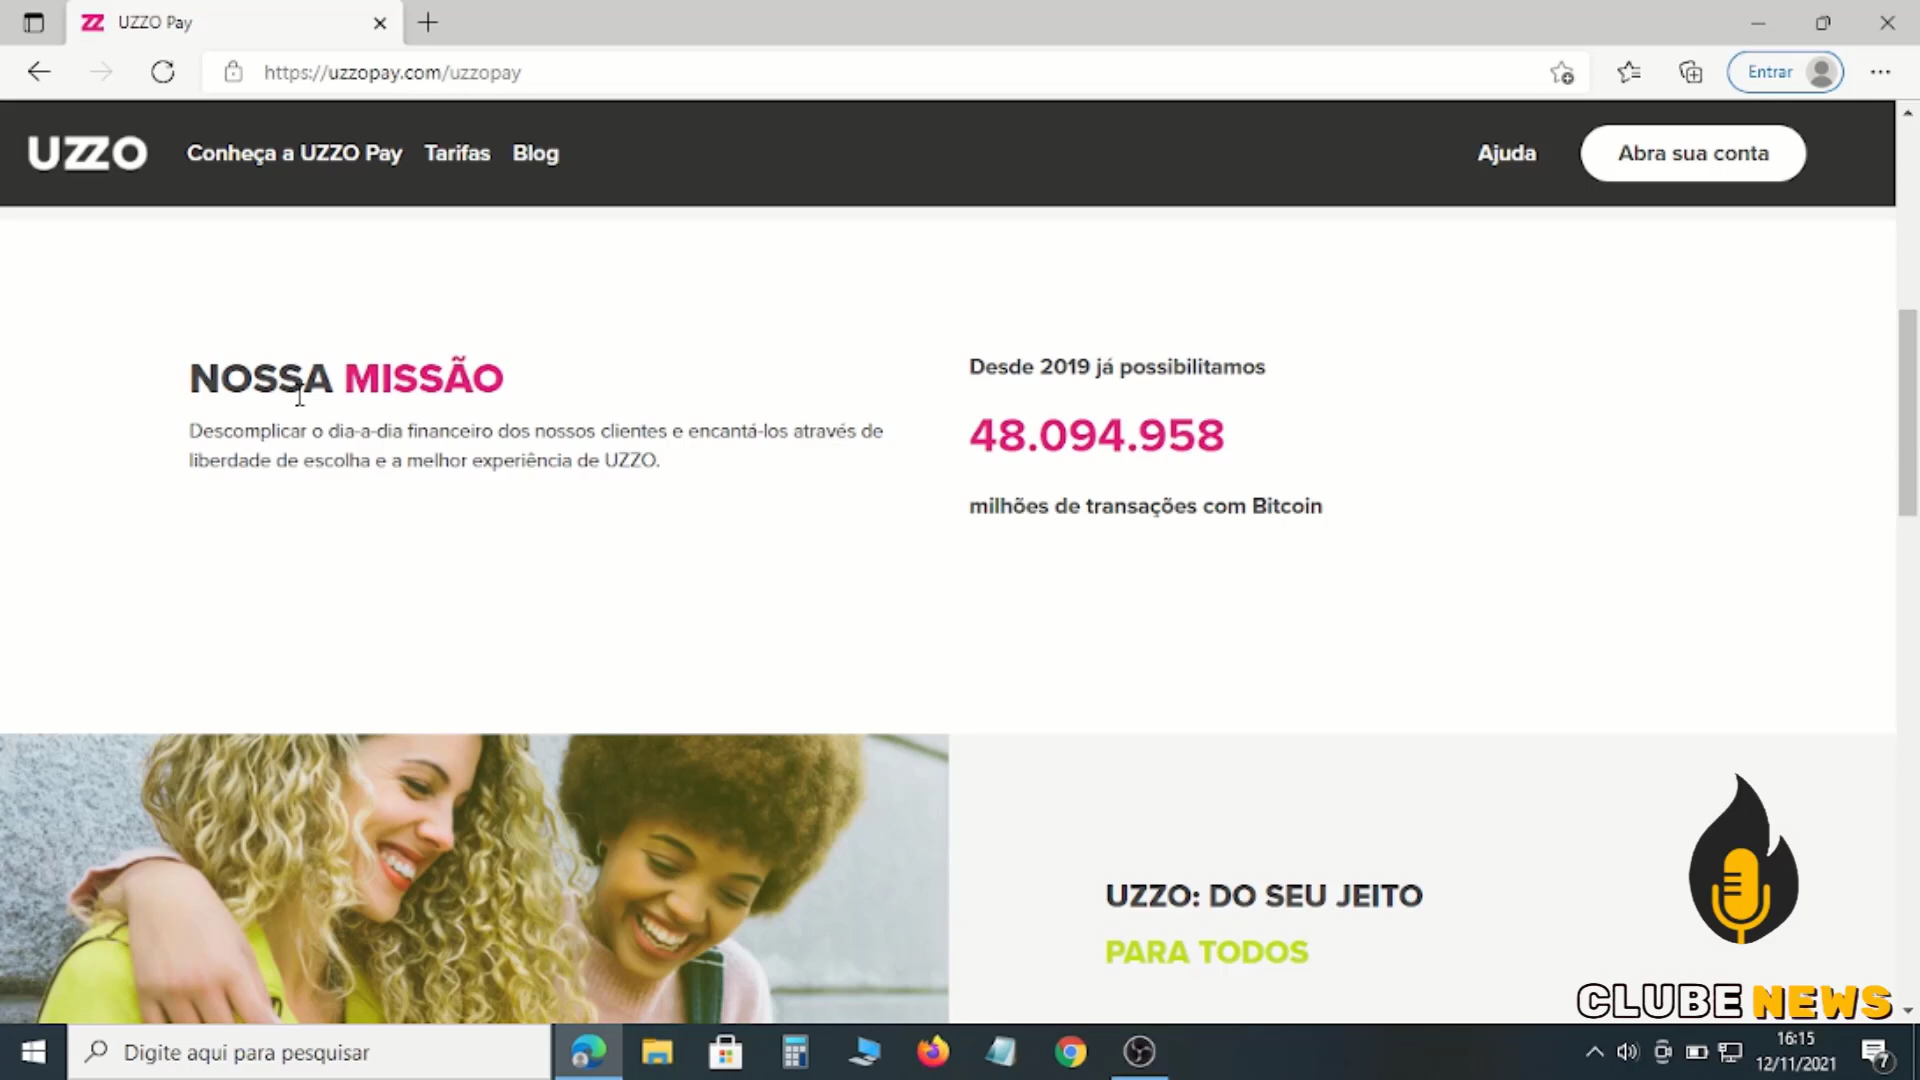 UZZO Pay
https://uzzopay.com/uzzopay
Entrar
UZZO
Conheça a UZZO Pay
Tarifas
Blog
Ajuda
Abra sua conta
NOSSA MISSÃO
Descomplicar o dia-a-dia financeiro dos nossos clientes e encantá-los através de
liberdade de escolha e a melhor experiência de UZZO.
Desde 2019 já possibilitamos
48.094.958
milhões de transações com Bitcoin
UZZO: DO SEU JEITO
PARA TODOS
CLUBE NEWS
Digite aqui para pesquisar
16:15
12/11/2021
7